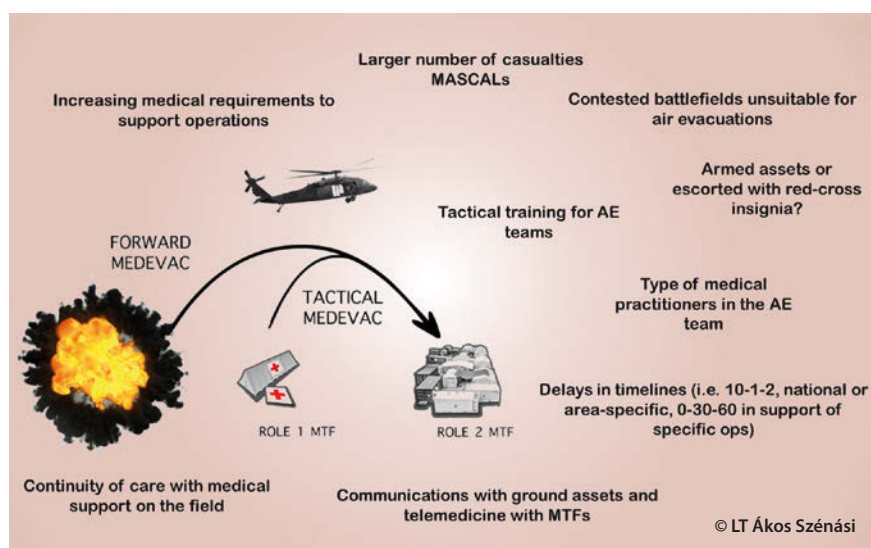 Larger number of casualties
MASCALs
Increasing medical requirements to
support operations
Contested battlefields unsuitable for
air evacuations
Armed assets or
escorted with red-cross
insignia?
Tactical training for AE
teams
FORWARD
MEDEVAC
TACTICAL
MEDEVAC
Type of medical
practitioners in the AE
team
ROLE 1 MTF
ROLE 2 MTF
Delays in timelines (i.e. 10-1-2, national or
area-specific, 0-30-60 in support of
specific ops)
Continuity of care with medical
support on the field
Communications with ground assets and
telemedicine with MTFs
© LT Ákos Szénási